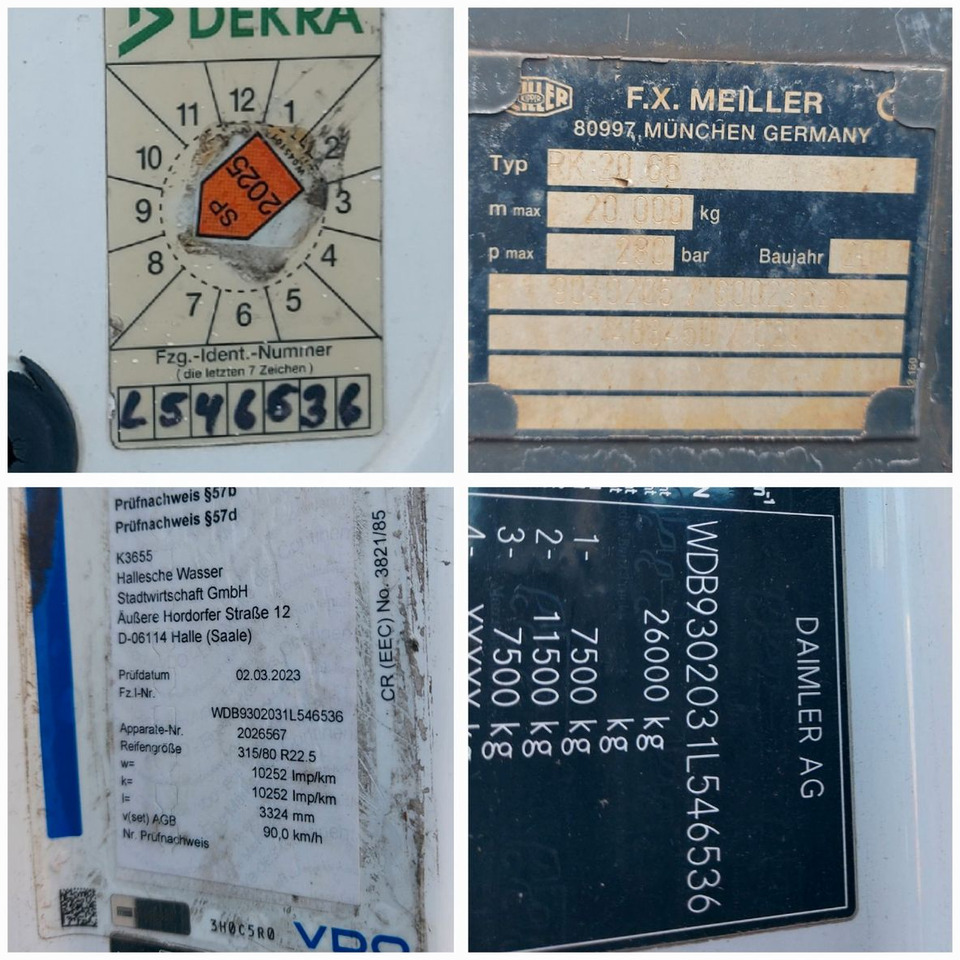 DEKRA
11 12 1
10 2
9 3
8 4
7 6 5
SP 2025
Fzg.-Ident.-Nummer
(die letzten 7 Zeichen)
L546536
F.X. MEILLER
80997 MÜNCHEN GERMANY
Typ RK 20.65
m max 20 000 kg
p max 280 bar Baujahr
Prüfnachweis §57b
Prüfnachweis §57d
K3655
Hallesche Wasser
Stadtwirtschaft GmbH
Äußere Hordorfer Straße 12
D-06114 Halle (Saale)
Prüfdatum 02.03.2023
Fz.I-Nr.
WDB9302031L546536
Apparate-Nr. 2026567
Reifengröße 315/80 R22.5
w= 10252 Imp/km
k= 10252 Imp/km
l= 3324 mm
v(set) AGB 90,0 km/h
Nr. Prüfnachweis
CR (EEC) No. 3821/85
3H0C5R0
VDO
DAIMLER AG
WDB9302031L546536
26000 kg
kg
1- 7500 kg
2- 11500 kg
3- 7500 kg
4- XXXX kg